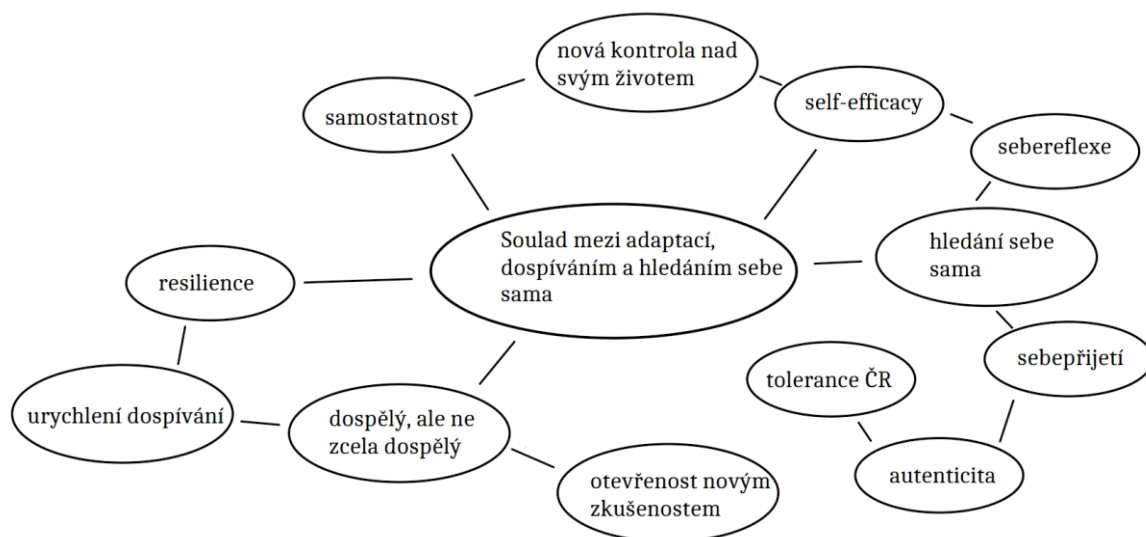 nová kontrola nad
svým životem
self-efficacy
samostatnost
sebereflexe
Soulad mezi adaptací,
dospíváním a hledáním sebe
sama
hledání sebe
sama
resilience
sebepřijetí
tolerance ČR
urychlení dospívání
dospělý, ale ne
zcela dospělý
autenticita
otevřenost novým
zkušenostem